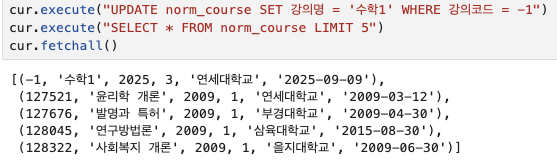 cur.execute("UPDATE norm_course SET 강의명 = '수학1' WHERE 강의코드 = -1")
cur.execute("SELECT * FROM norm_course LIMIT 5")
cur.fetchall()
[(-1, '수학1', 2025, 3, '연세대학교', '2025-09-09'),
(127521, '윤리학 개론', 2009, 1, '연세대학교', '2009-03-12'),
(127676, '발명과 특허', 2009, 1, '부경대학교', '2009-04-30'),
(128045, '연구방법론', 2009, 1, '삼육대학교', '2015-08-30'),
(128322, '사회복지 개론', 2009, 1, '을지대학교', '2009-06-30')]